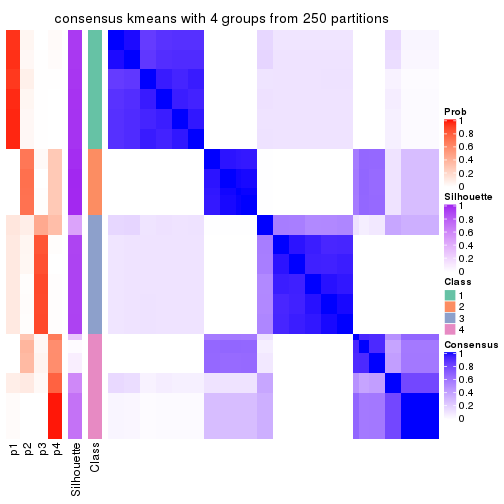 consensus kmeans with 4 groups from 250 partitions
Prob
1
0.8
0.6
0.4
0.2
0
Silhouette
1
0.8
0.6
0.4
0.2
0
Class
1
2
3
4
Consensus
1
0.8
0.6
0.4
0.2
0
p1
p2
p3
p4
Silhouette
Class